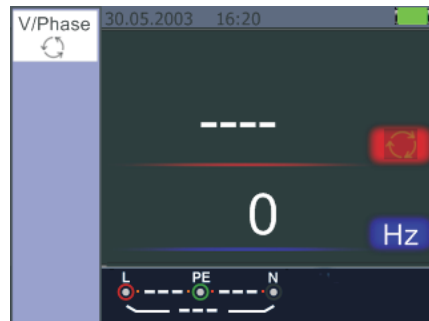 V/Phase
30.05.2003 16:20
----
0
Hz
L PE N
--- ---
---